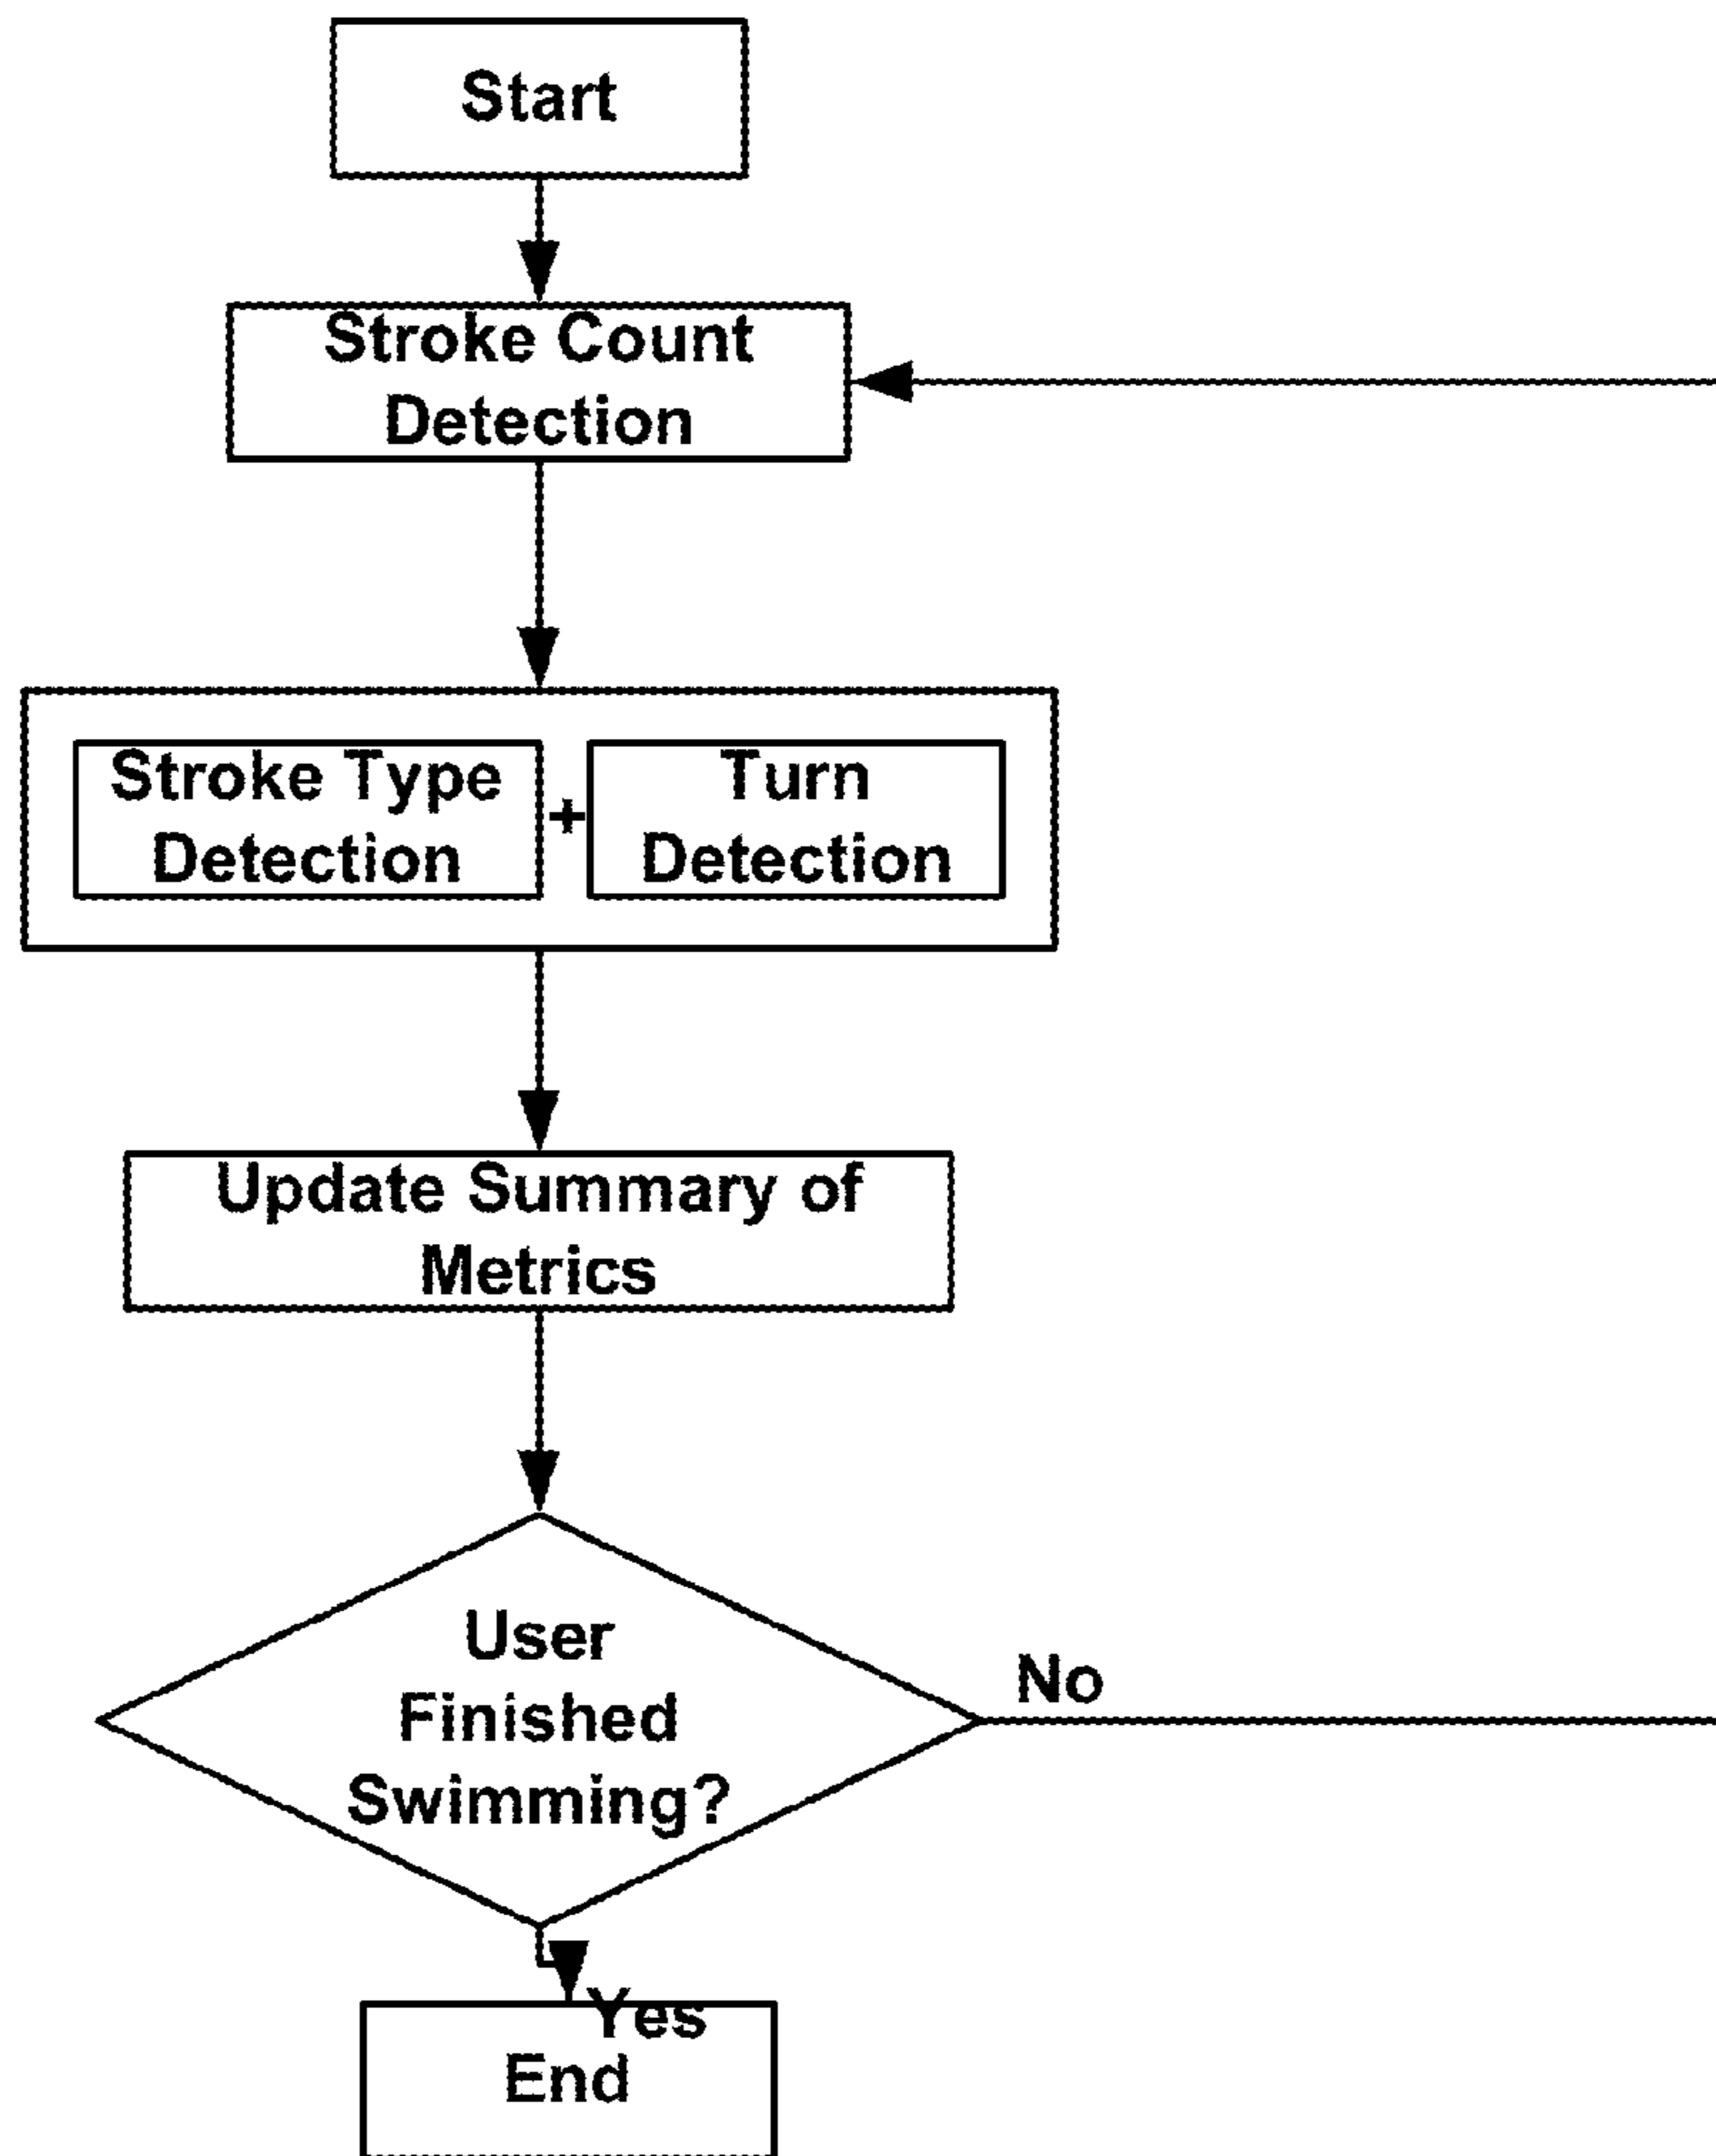 Start
Stroke Count
Detection
Stroke Type
Detection
+
Turn
Detection
Update Summary of
Metrics
User
Finished
Swimming?
No
Yes
End